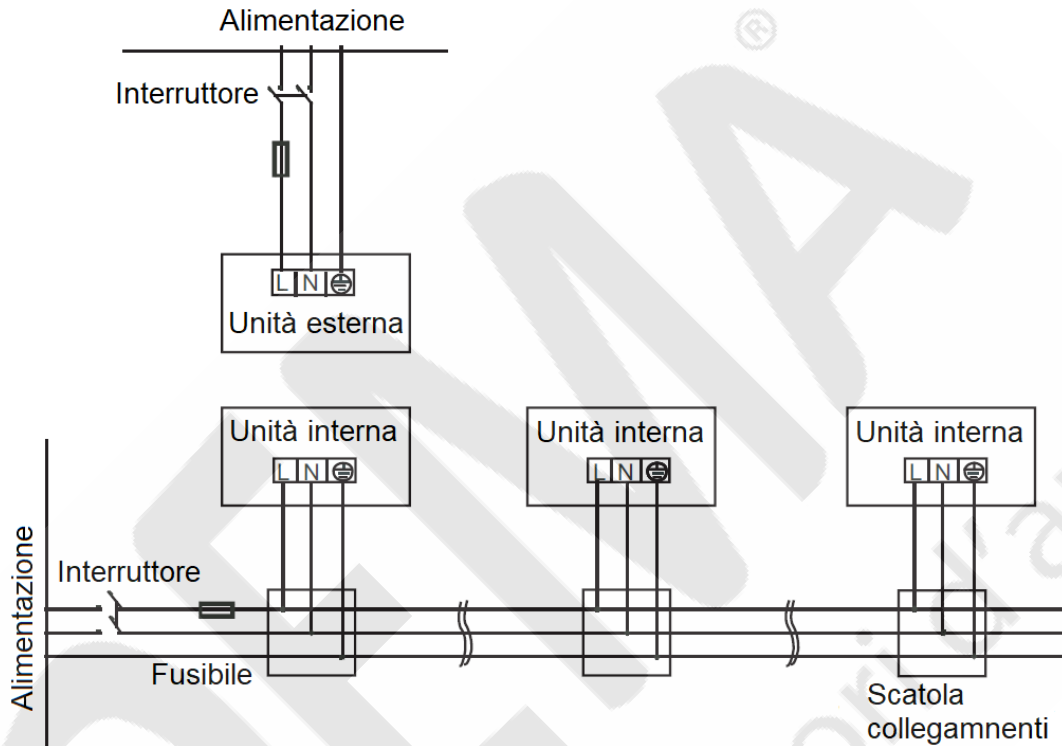 Alimentazione
Interruttore
L N
Unità esterna
Unità interna
L N
Unità interna
L N
Unità interna
L N
Alimentazione
Interruttore
Fusibile
Scatola
collegamnenti
®